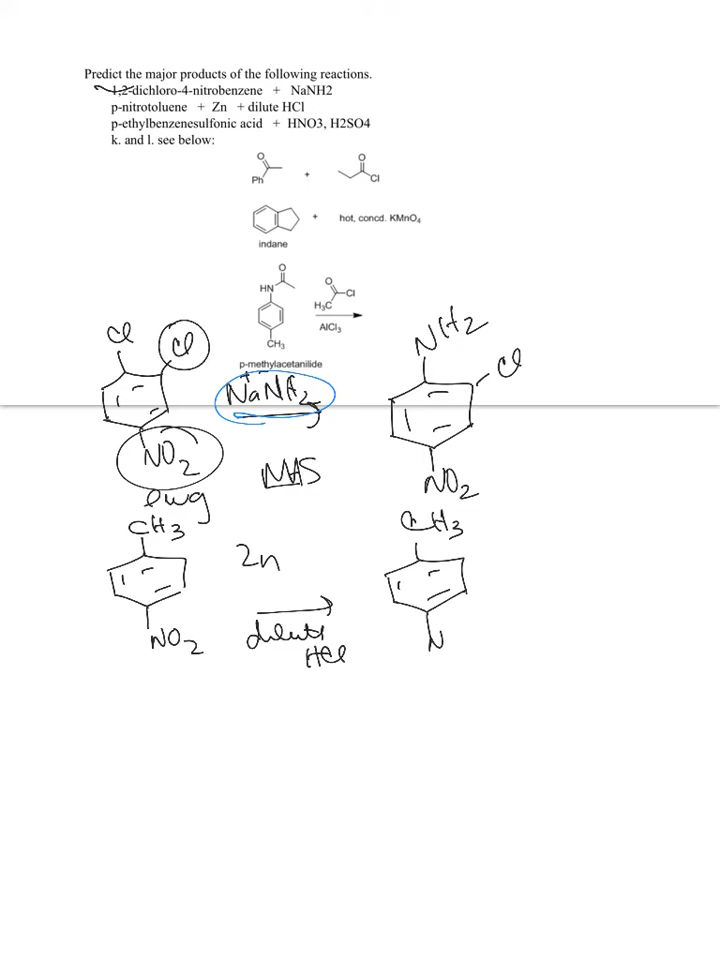 Predict the major products of the following reactions.
1,2-dichloro-4-nitrobenzene + NaNH2
p-nitrotoluene + Zn + dilute HCl
p-ethylbenzenesulfonic acid + HNO3, H2SO4
k. and l. see below:
O O
Ph + Cl
+ hot, concd. KMnO4
indane
O
HN O
H3C Cl
AlCl3
CH3
p-methylacetanilide
Cl Cl
NaNH2
NH2
Cl
NO2
NAS
NO2
ewg
CH3
Zn
CH3
NO2
dilute
HCl
N